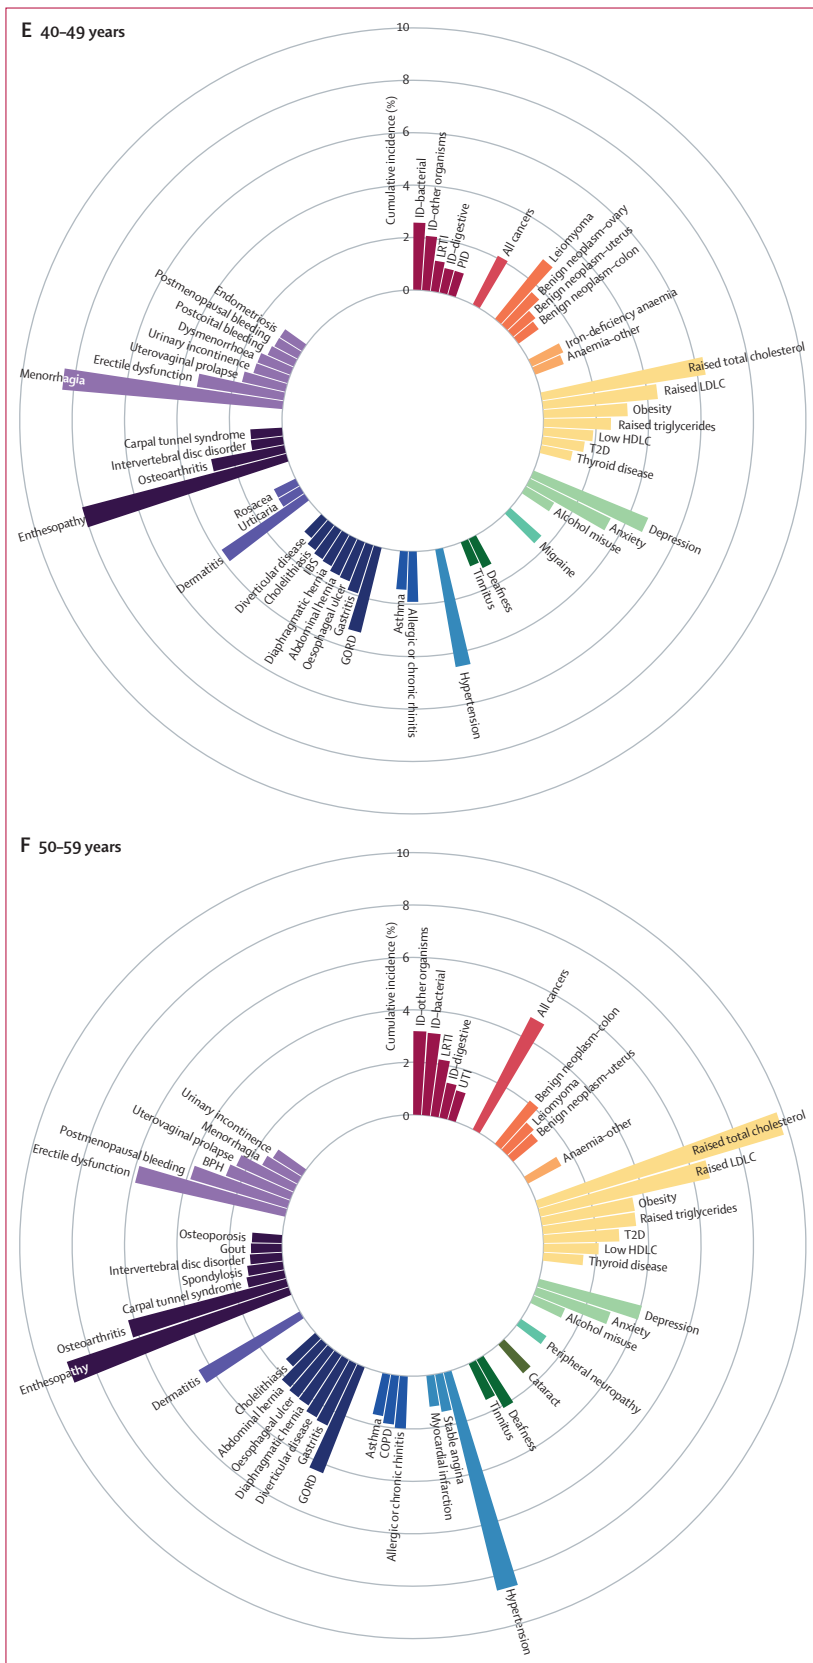 E 40–49 years
10
8
6
4
2
0
Cumulative incidence (%)
ID–bacterial
ID–other organisms
LRTI
ID–digestive
PID
All cancers
Leiomyoma
Benign neoplasm–ovary
Benign neoplasm–uterus
Benign neoplasm–colon
Iron-deficiency anaemia
Anaemia–other
Raised total cholesterol
Raised LDLC
Obesity
Raised triglycerides
Low HDLC
T2D
Thyroid disease
Depression
Anxiety
Alcohol misuse
Migraine
Deafness
Tinnitus
Hypertension
Allergic or chronic rhinitis
Asthma
GORD
Gastritis
Oesophageal ulcer
Abdominal hernia
Diaphragmatic hernia
IBS
Cholelithiasis
Diverticular disease
Dermatitis
Urticaria
Rosacea
Enthesopathy
Osteoarthritis
Intervertebral disc disorder
Carpal tunnel syndrome
Menorrhagia
Erectile dysfunction
Uterovaginal prolapse
Urinary incontinence
Dysmenorrhoea
Postcoital bleeding
Postmenopausal bleeding
Endometriosis
F 50–59 years
10
8
6
4
2
0
Cumulative incidence (%)
ID–other organisms
ID–bacterial
LRTI
ID–digestive
UTI
All cancers
Benign neoplasm–colon
Leiomyoma
Benign neoplasm–uterus
Anaemia–other
Raised total cholesterol
Raised LDLC
Obesity
Raised triglycerides
T2D
Low HDLC
Thyroid disease
Depression
Anxiety
Alcohol misuse
Peripheral neuropathy
Cataract
Deafness
Tinnitus
Hypertension
Stable angina
Myocardial infarction
Allergic or chronic rhinitis
COPD
Asthma
GORD
Gastritis
Diverticular disease
Diaphragmatic hernia
Oesophageal ulcer
Abdominal hernia
Cholelithiasis
Dermatitis
Enthesopathy
Osteoarthritis
Carpal tunnel syndrome
Spondylosis
Intervertebral disc disorder
Gout
Osteoporosis
Erectile dysfunction
Postmenopausal bleeding
BPH
Uterovaginal prolapse
Menorrhagia
Urinary incontinence